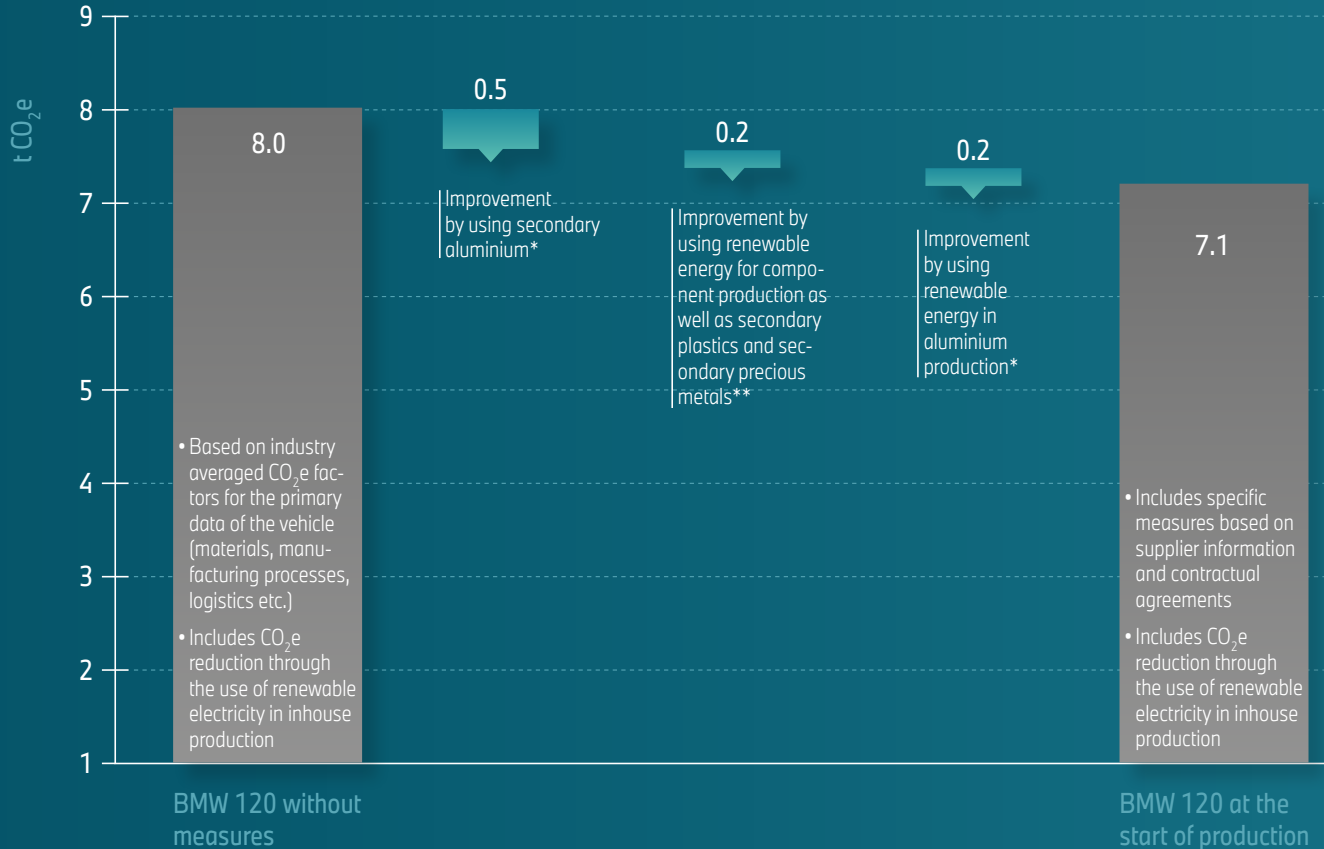 t CO₂e
9
8
7
6
5
4
3
2
1
8.0
• Based on industry
averaged CO₂e fac-
tors for the primary
data of the vehicle
(materials, manu-
facturing processes,
logistics etc.)
• Includes CO₂e
reduction through
the use of renewable
electricity in inhouse
production
BMW 120 without
measures
0.5
Improvement
by using secondary
aluminium*
0.2
Improvement by
using renewable
energy for compo-
nent production as
well as secondary
plastics and sec-
ondary precious
metals**
0.2
Improvement
by using
renewable
energy in
aluminium
production*
7.1
• Includes specific
measures based on
supplier information
and contractual
agreements
• Includes CO₂e
reduction through
the use of renewable
electricity in inhouse
production
BMW 120 at the
start of production